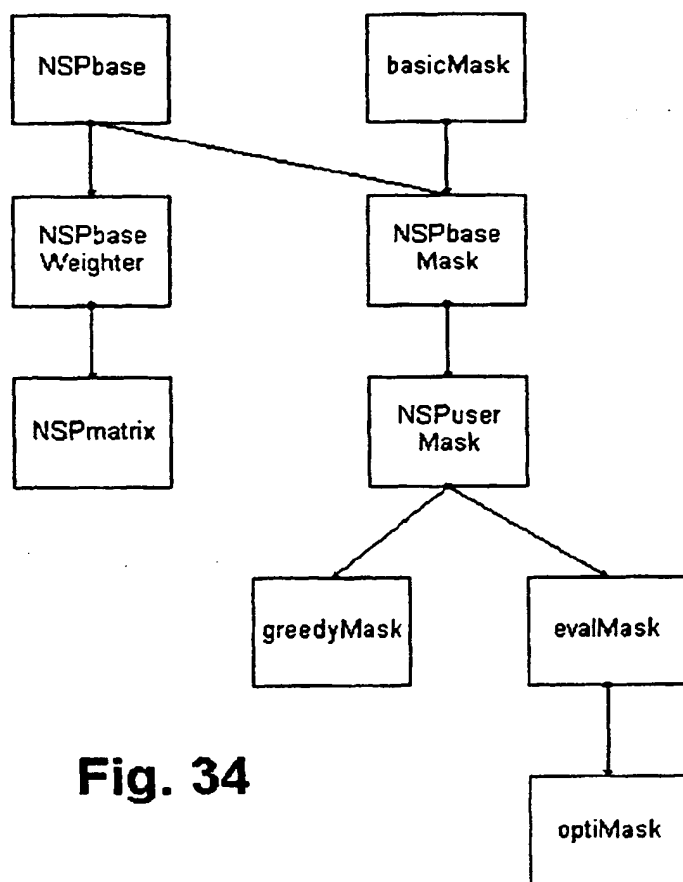 NSPbase
basicMask
NSPbase
Weighter
NSPbase
Mask
NSPmatrix
NSPuser
Mask
greedyMask
evalMask
Fig. 34
optiMask